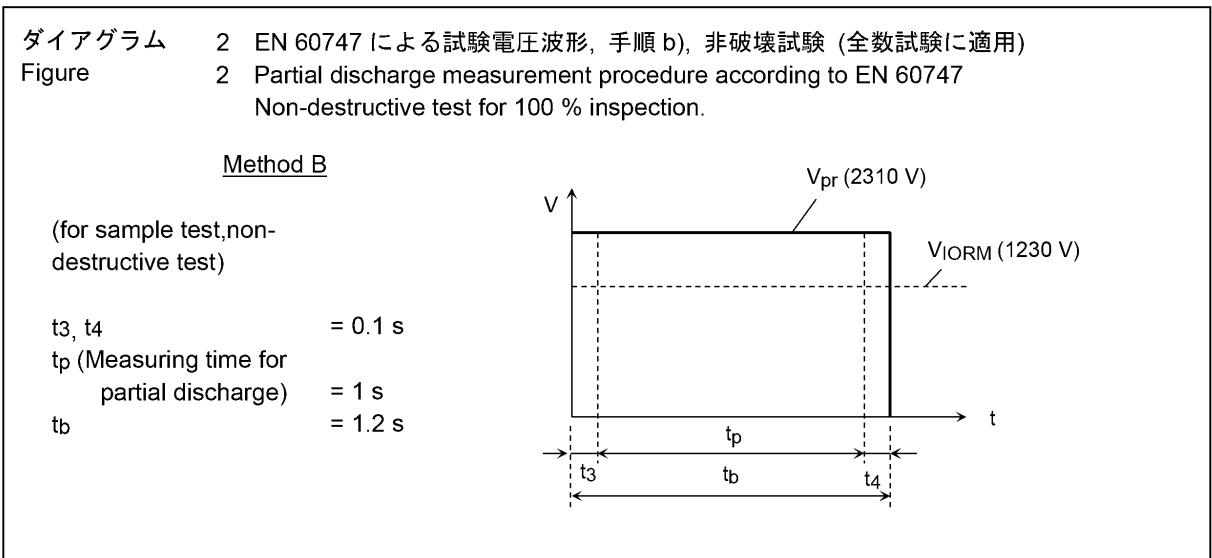 ダイアグラム 2 EN 60747 による試験電圧波形, 手順 b), 非破壊試験 (全数試験に適用)
Figure 2 Partial discharge measurement procedure according to EN 60747
Non-destructive test for 100 % inspection.
Method B
(for sample test,non-
destructive test)
t3, t4 = 0.1 s
tp (Measuring time for
partial discharge) = 1 s
tb = 1.2 s
Vpr (2310 V)
V
VIORM (1230 V)
t
tp
t3 tb t4